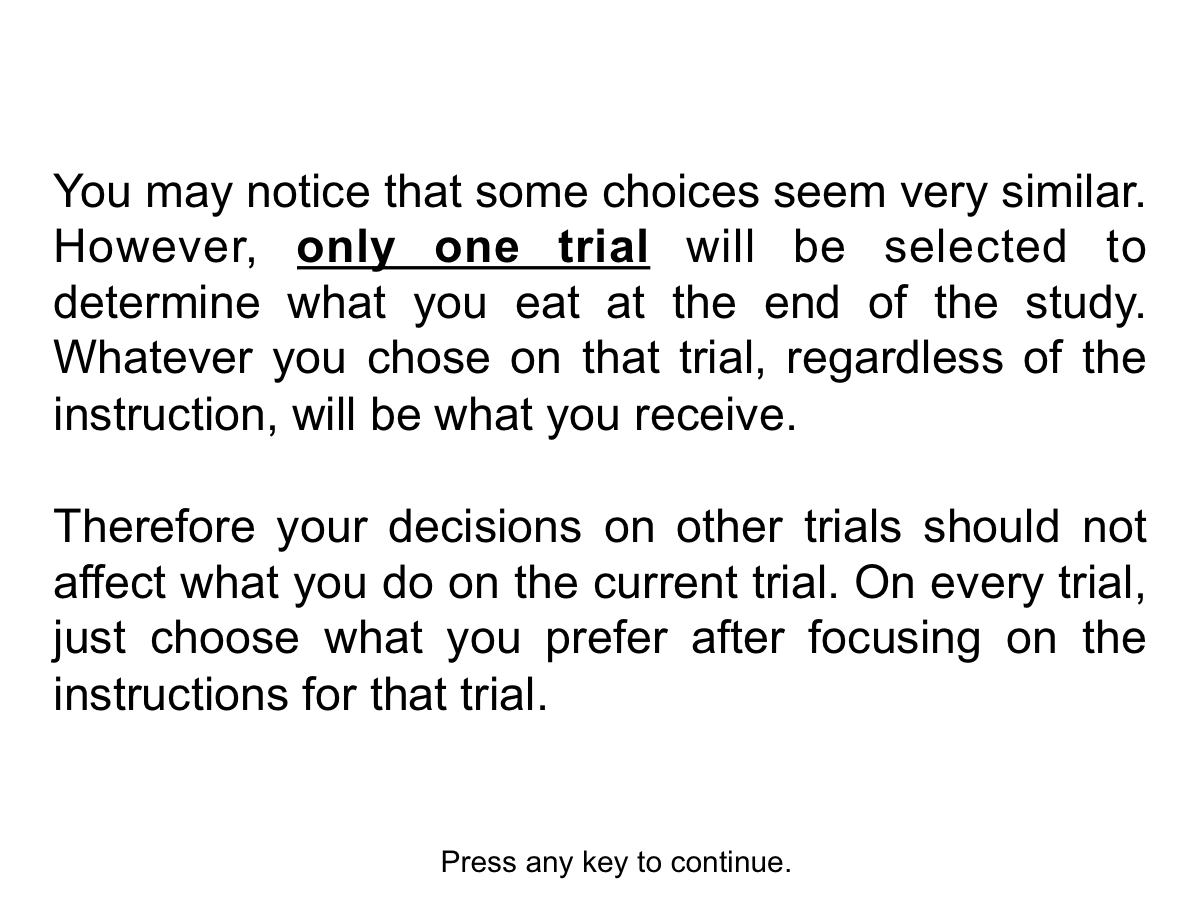 You may notice that some choices seem very similar.
However, only one trial will be selected to
determine what you eat at the end of the study.
Whatever you chose on that trial, regardless of the
instruction, will be what you receive.
Therefore your decisions on other trials should not
affect what you do on the current trial. On every trial,
just choose what you prefer after focusing on the
instructions for that trial.
Press any key to continue.